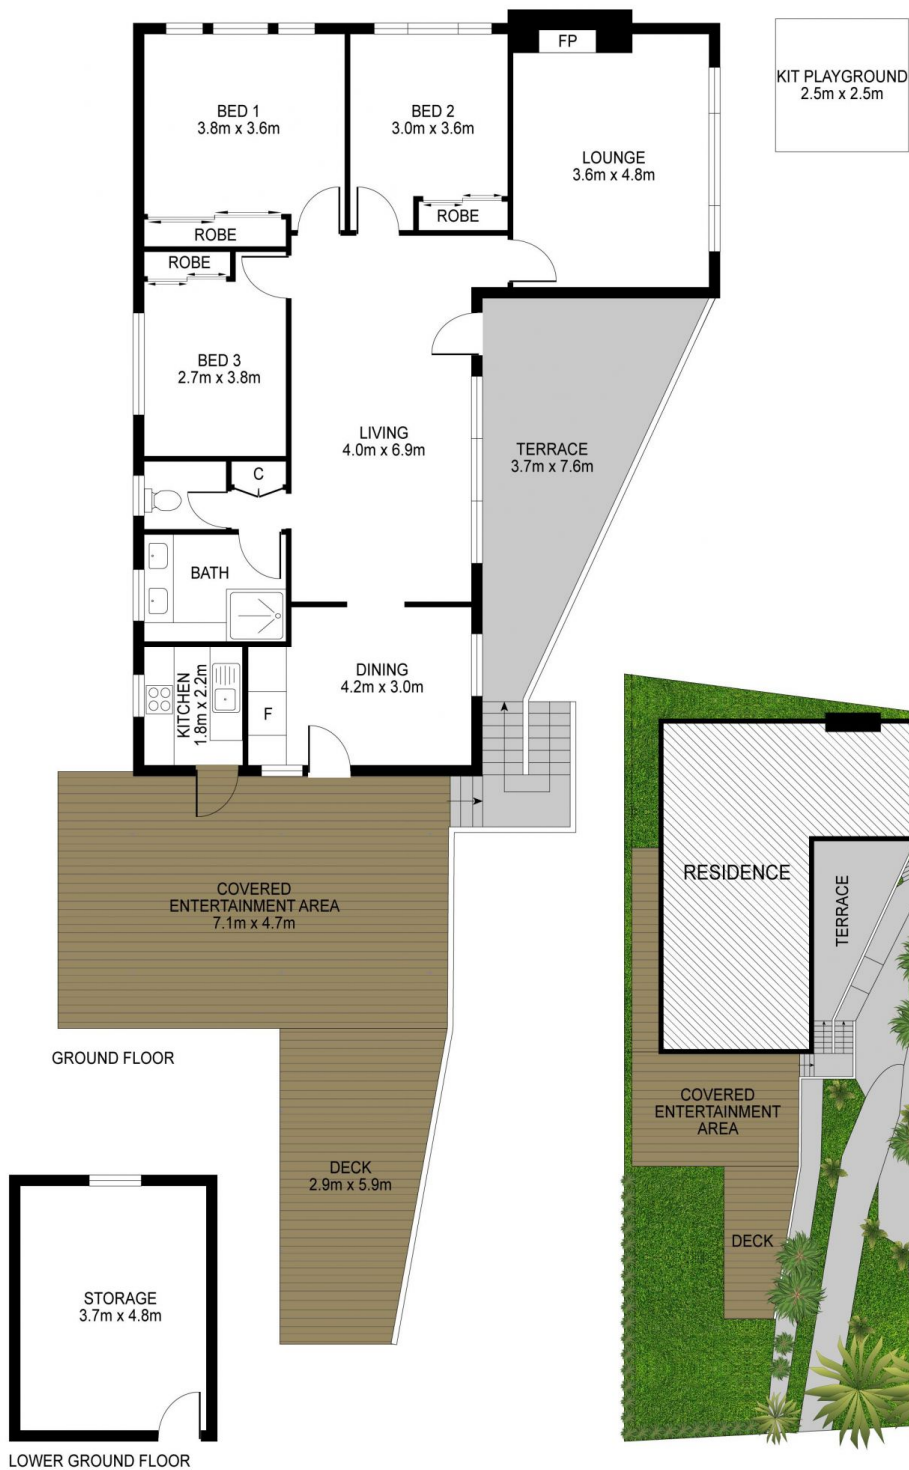 FP
KIT PLAYGROUND
2.5m x 2.5m
BED 1
3.8m x 3.6m
BED 2
3.0m x 3.6m
LOUNGE
3.6m x 4.8m
ROBE
ROBE
ROBE
BED 3
2.7m x 3.8m
LIVING
4.0m x 6.9m
TERRACE
3.7m x 7.6m
C
BATH
DINING
4.2m x 3.0m
KITCHEN
1.8m x 2.2m
F
COVERED
ENTERTAINMENT AREA
7.1m x 4.7m
GROUND FLOOR
DECK
2.9m x 5.9m
STORAGE
3.7m x 4.8m
LOWER GROUND FLOOR
RESIDENCE
TERRACE
COVERED
ENTERTAINMENT
AREA
DECK